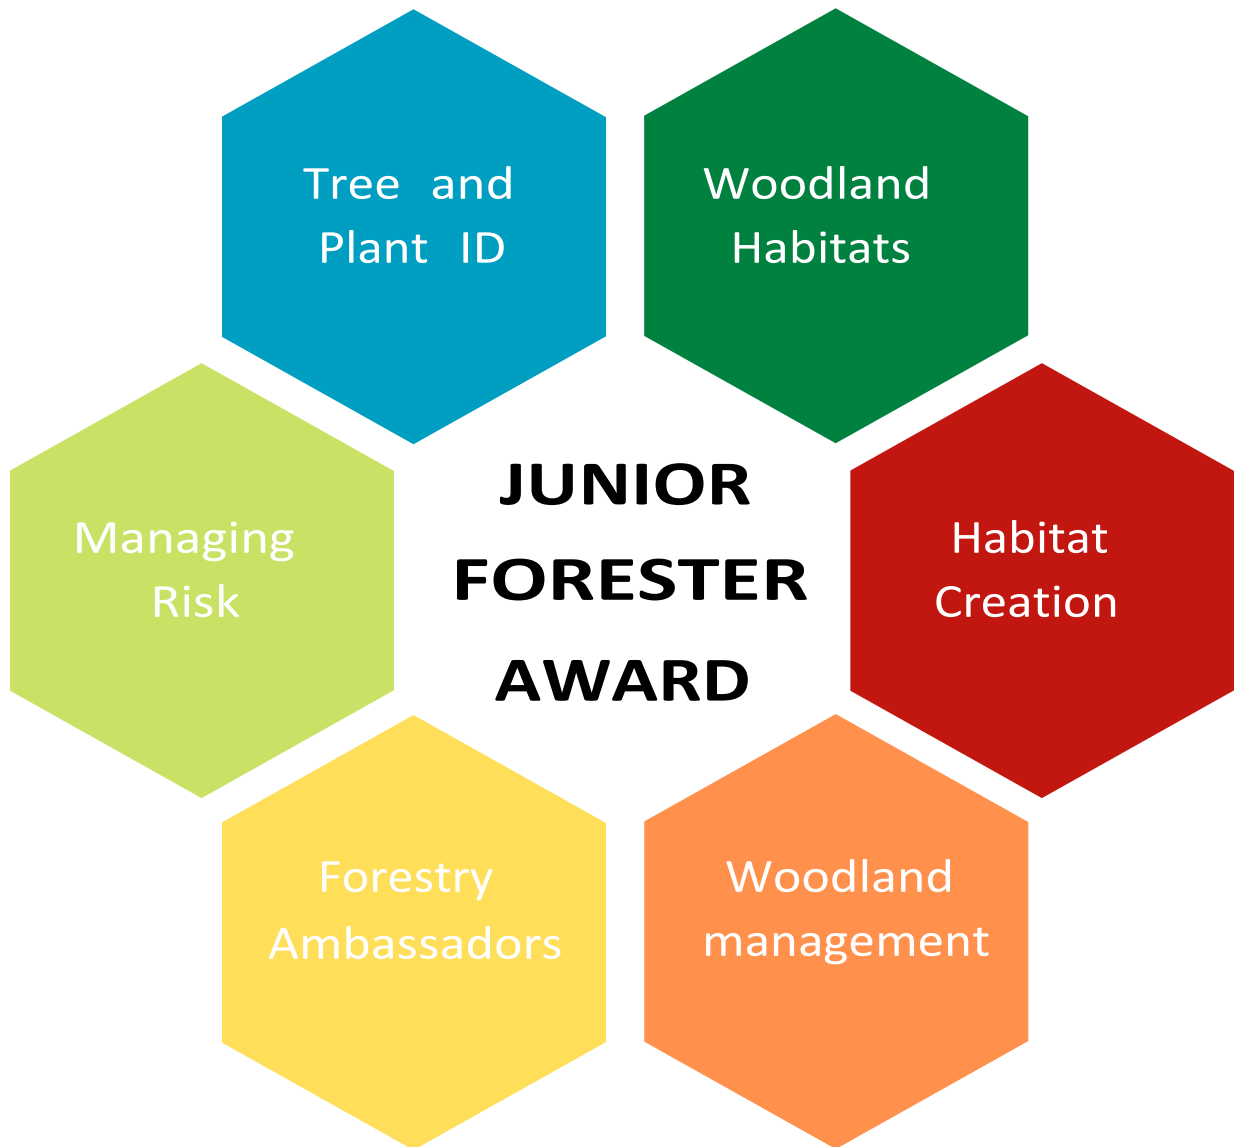 Tree and
Plant ID
Woodland
Habitats
Managing
Risk
JUNIOR
FORESTER
AWARD
Habitat
Creation
Forestry
Ambassadors
Woodland
management